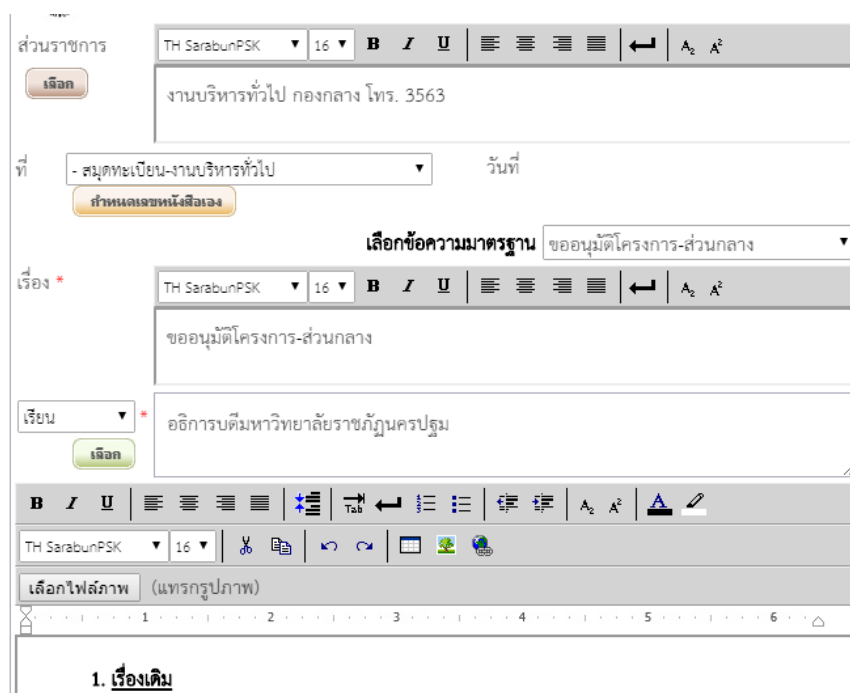 ส่วนราชการ
TH SarabunPSK 16 B I U A₂ A²
เลือก
งานบริหารทั่วไป กองกลาง โทร. 3563
ที่ - สมุดทะเบียน-งานบริหารทั่วไป วันที่
กำหนดเลขหนังสือเอง
เลือกข้อความมาตรฐาน ขออนุมัติโครงการ-ส่วนกลาง
เรื่อง *
TH SarabunPSK 16 B I U A₂ A²
ขออนุมัติโครงการ-ส่วนกลาง
เรียน *
อธิการบดีมหาวิทยาลัยราชภัฏนครปฐม
เลือก
B I U Tab A₂ A² A
TH SarabunPSK 16
เลือกไฟล์ภาพ (แทรกรูปภาพ)
1 2 3 4 5 6
1. เรื่องเดิม